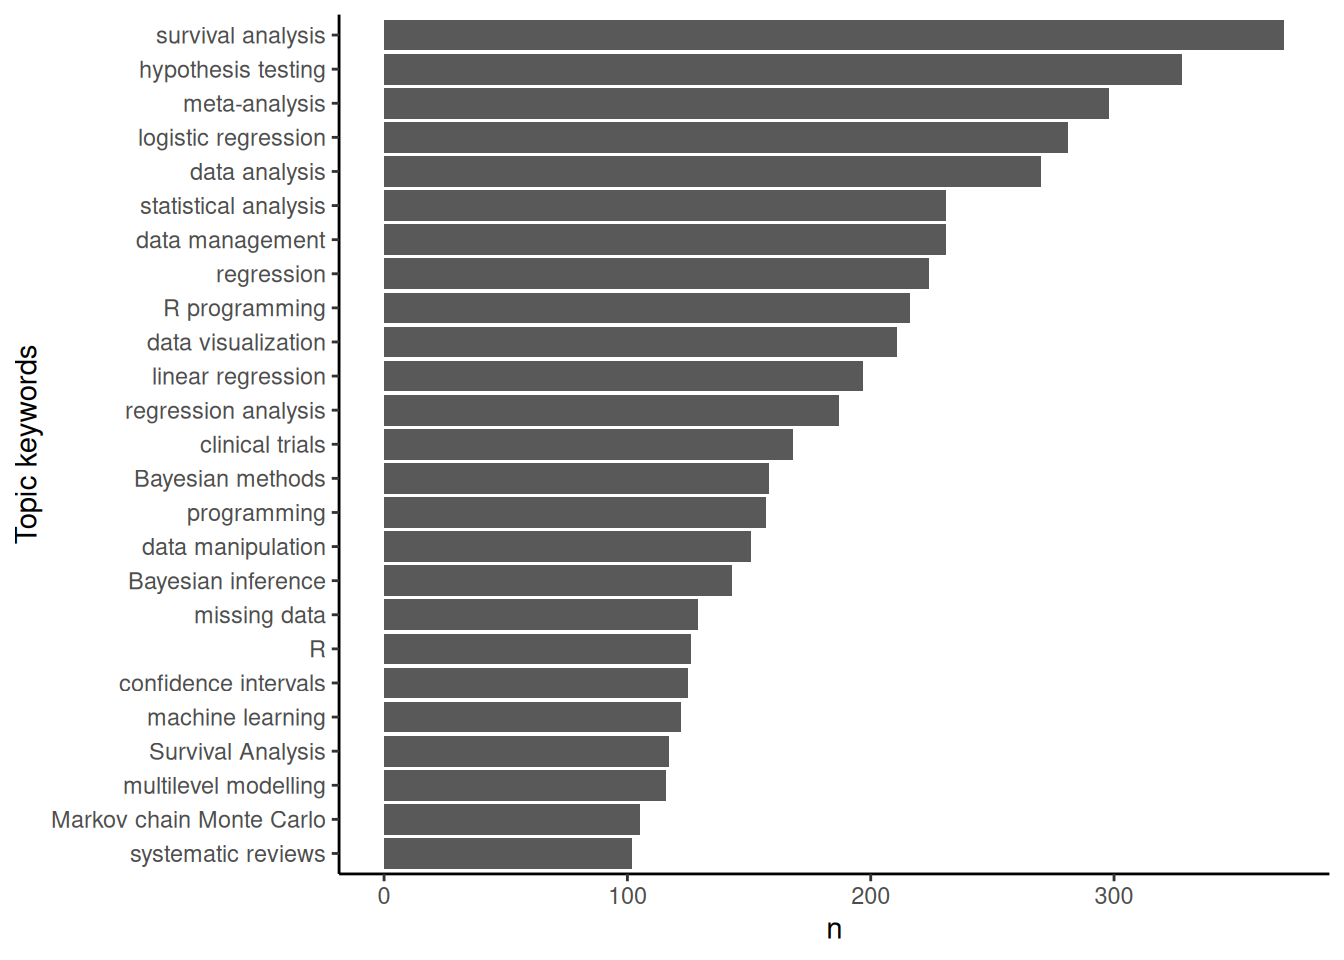 survival analysis
hypothesis testing
meta-analysis
logistic regression
data analysis
statistical analysis
data management
regression
R programming
data visualization
linear regression
regression analysis
clinical trials
Bayesian methods
programming
data manipulation
Bayesian inference
missing data
R
confidence intervals
machine learning
Survival Analysis
multilevel modelling
Markov chain Monte Carlo
systematic reviews
Topic keywords
0 100 200 300
n